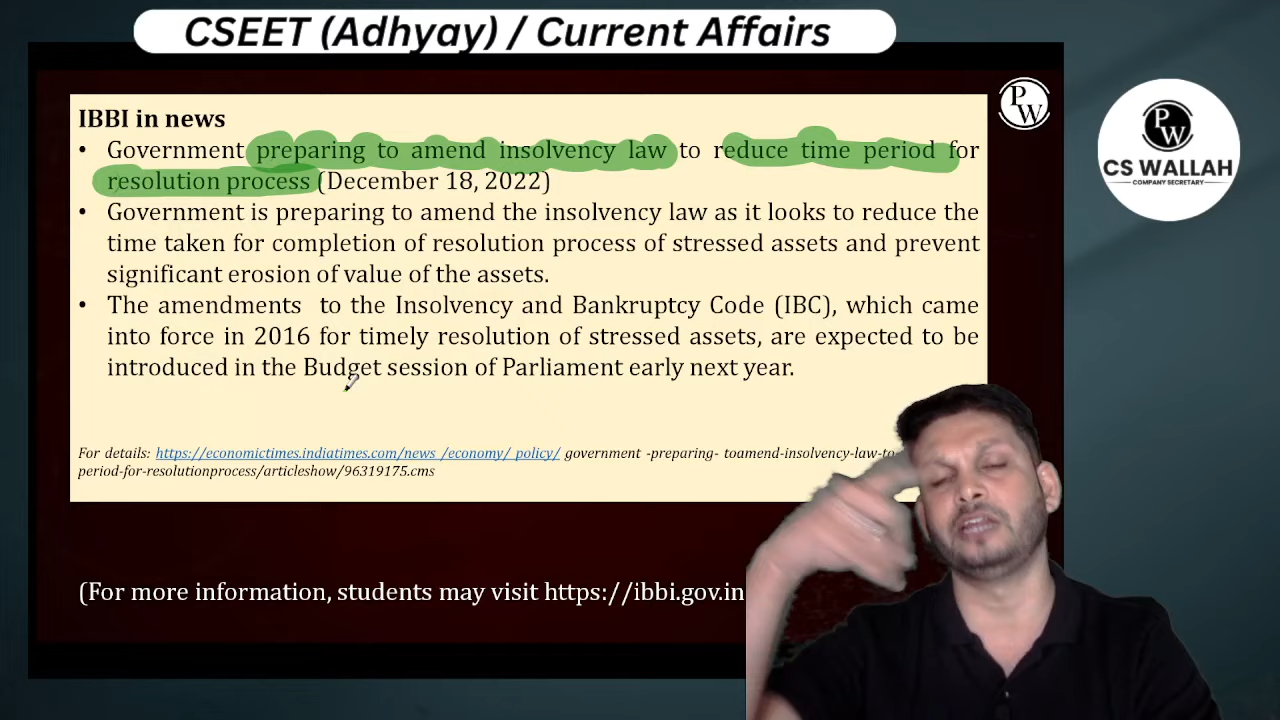 CSEET (Adhyay) / Current Affairs
PW
PW
CS WALLAH
COMPANY SECRETARY
IBBI in news
• Government preparing to amend insolvency law to reduce time period for
resolution process (December 18, 2022)
• Government is preparing to amend the insolvency law as it looks to reduce the
time taken for completion of resolution process of stressed assets and prevent
significant erosion of value of the assets.
• The amendments to the Insolvency and Bankruptcy Code (IBC), which came
into force in 2016 for timely resolution of stressed assets, are expected to be
introduced in the Budget session of Parliament early next year.
For details: https://economictimes.indiatimes.com/news /economy/ policy/ government -preparing- toamend-insolvency-law-to
period-for-resolutionprocess/articleshow/96319175.cms
(For more information, students may visit https://ibbi.gov.in